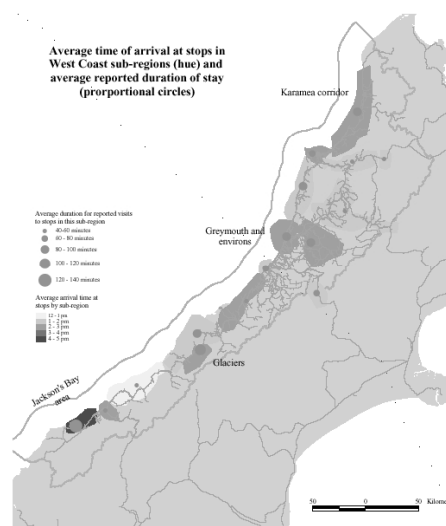 Average time of arrival at stops in
West Coast sub-regions (hue) and
average reported duration of stay
(prorportional circles)
Karamea corridor
Average duration for reported visits
to stops in this sub-region
40-60 minutes
60 - 80 minutes
80 - 100 minutes
100 - 120 minutes
120 - 140 minutes
Greymouth and
environs
Average arrival time at
stops by sub-region
12 - 1 pm
1 - 2 pm
2 - 3 pm
3 - 4 pm
4 - 5 pm
Glaciers
Jackson's Bay
area
50 0 50 Kilome